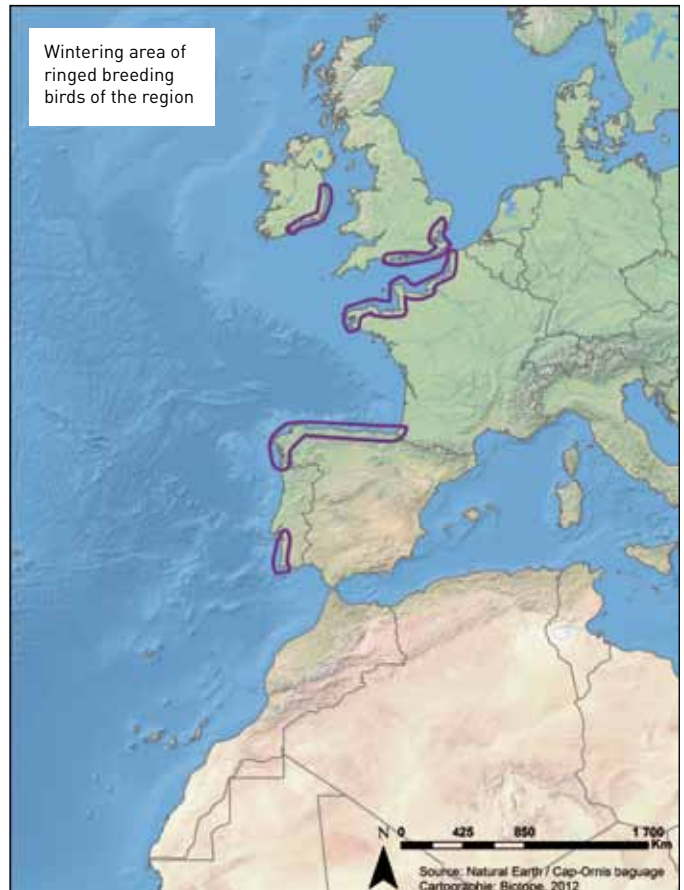 Wintering area of
ringed breeding
birds of the region
N 0 425 850 1 700
Km
Source: Natural Earth / Cap-Ornis baguage
Cartographie: Biotope, 2012